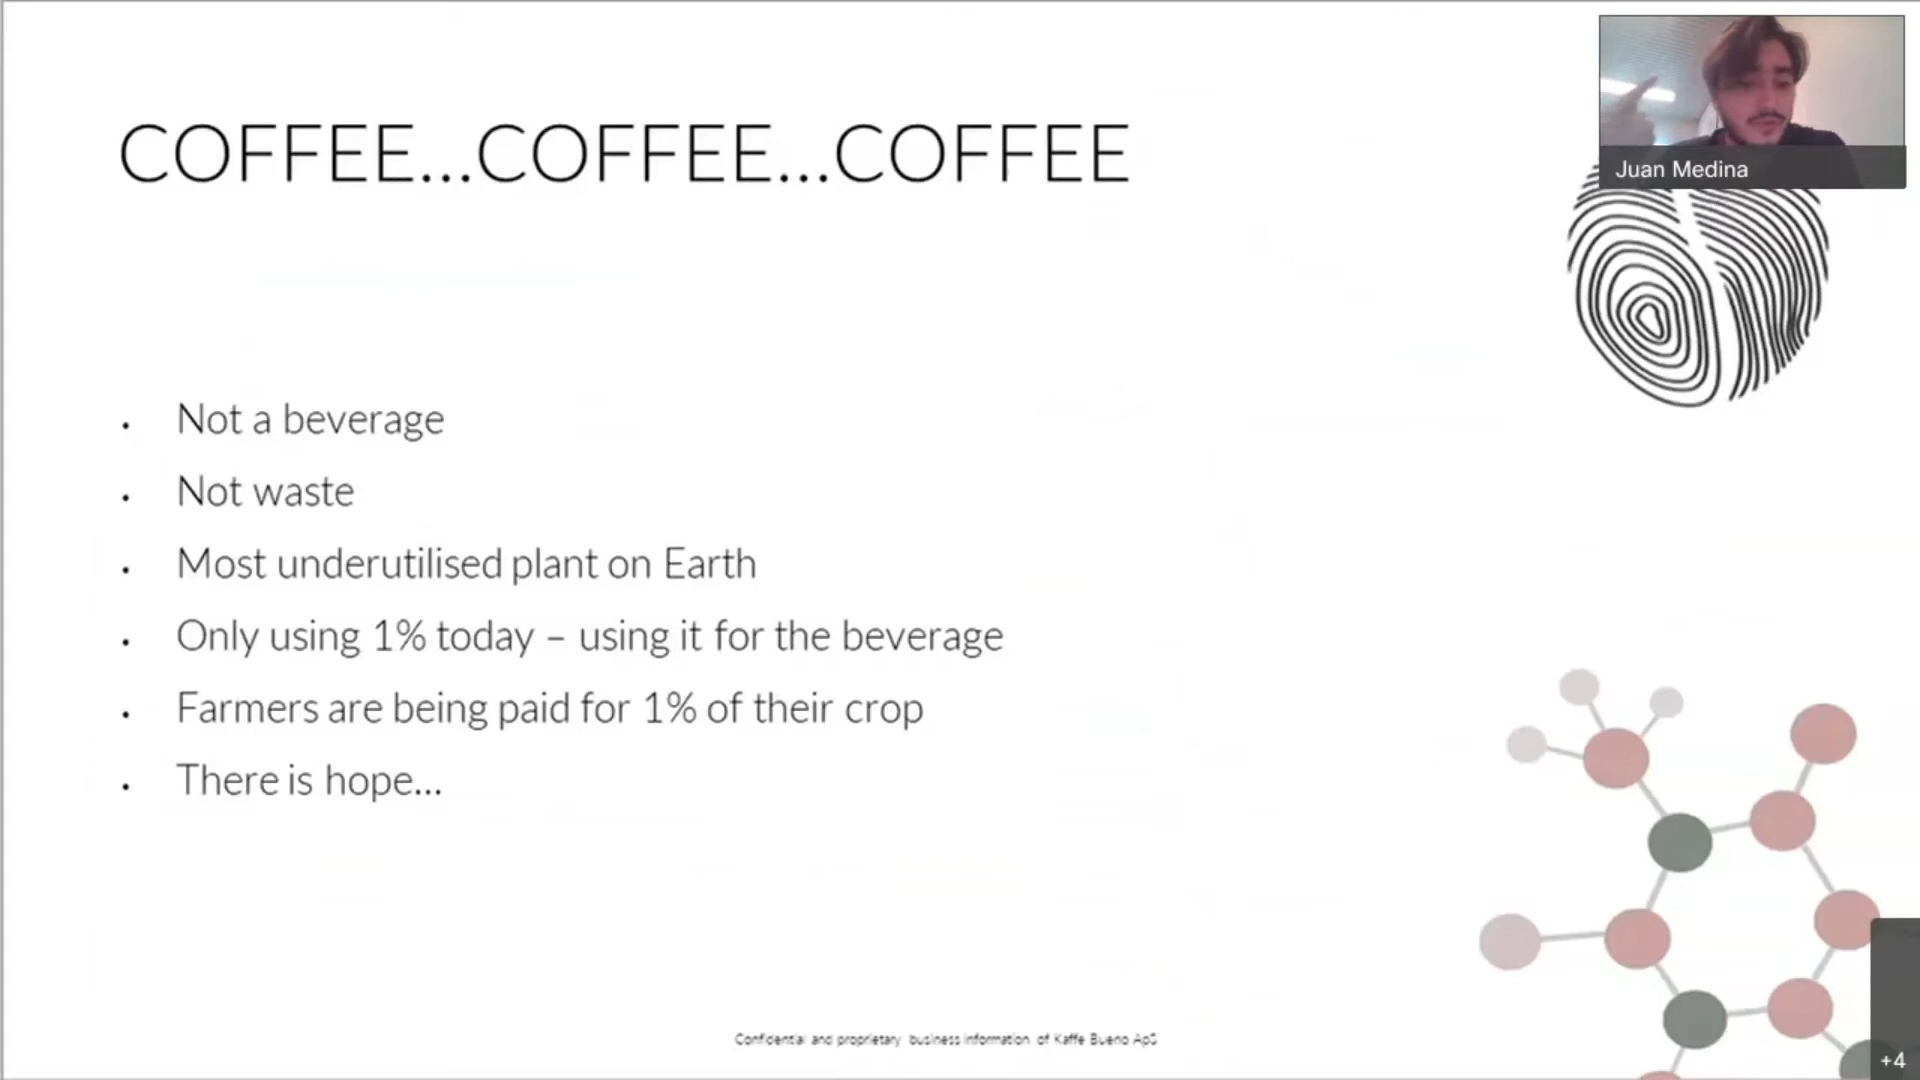 COFFEE...COFFEE...COFFEE
Juan Medina
• Not a beverage
• Not waste
• Most underutilised plant on Earth
• Only using 1% today – using it for the beverage
• Farmers are being paid for 1% of their crop
• There is hope...
Confidential and proprietary business information of Kaffe Bueno ApS
+4